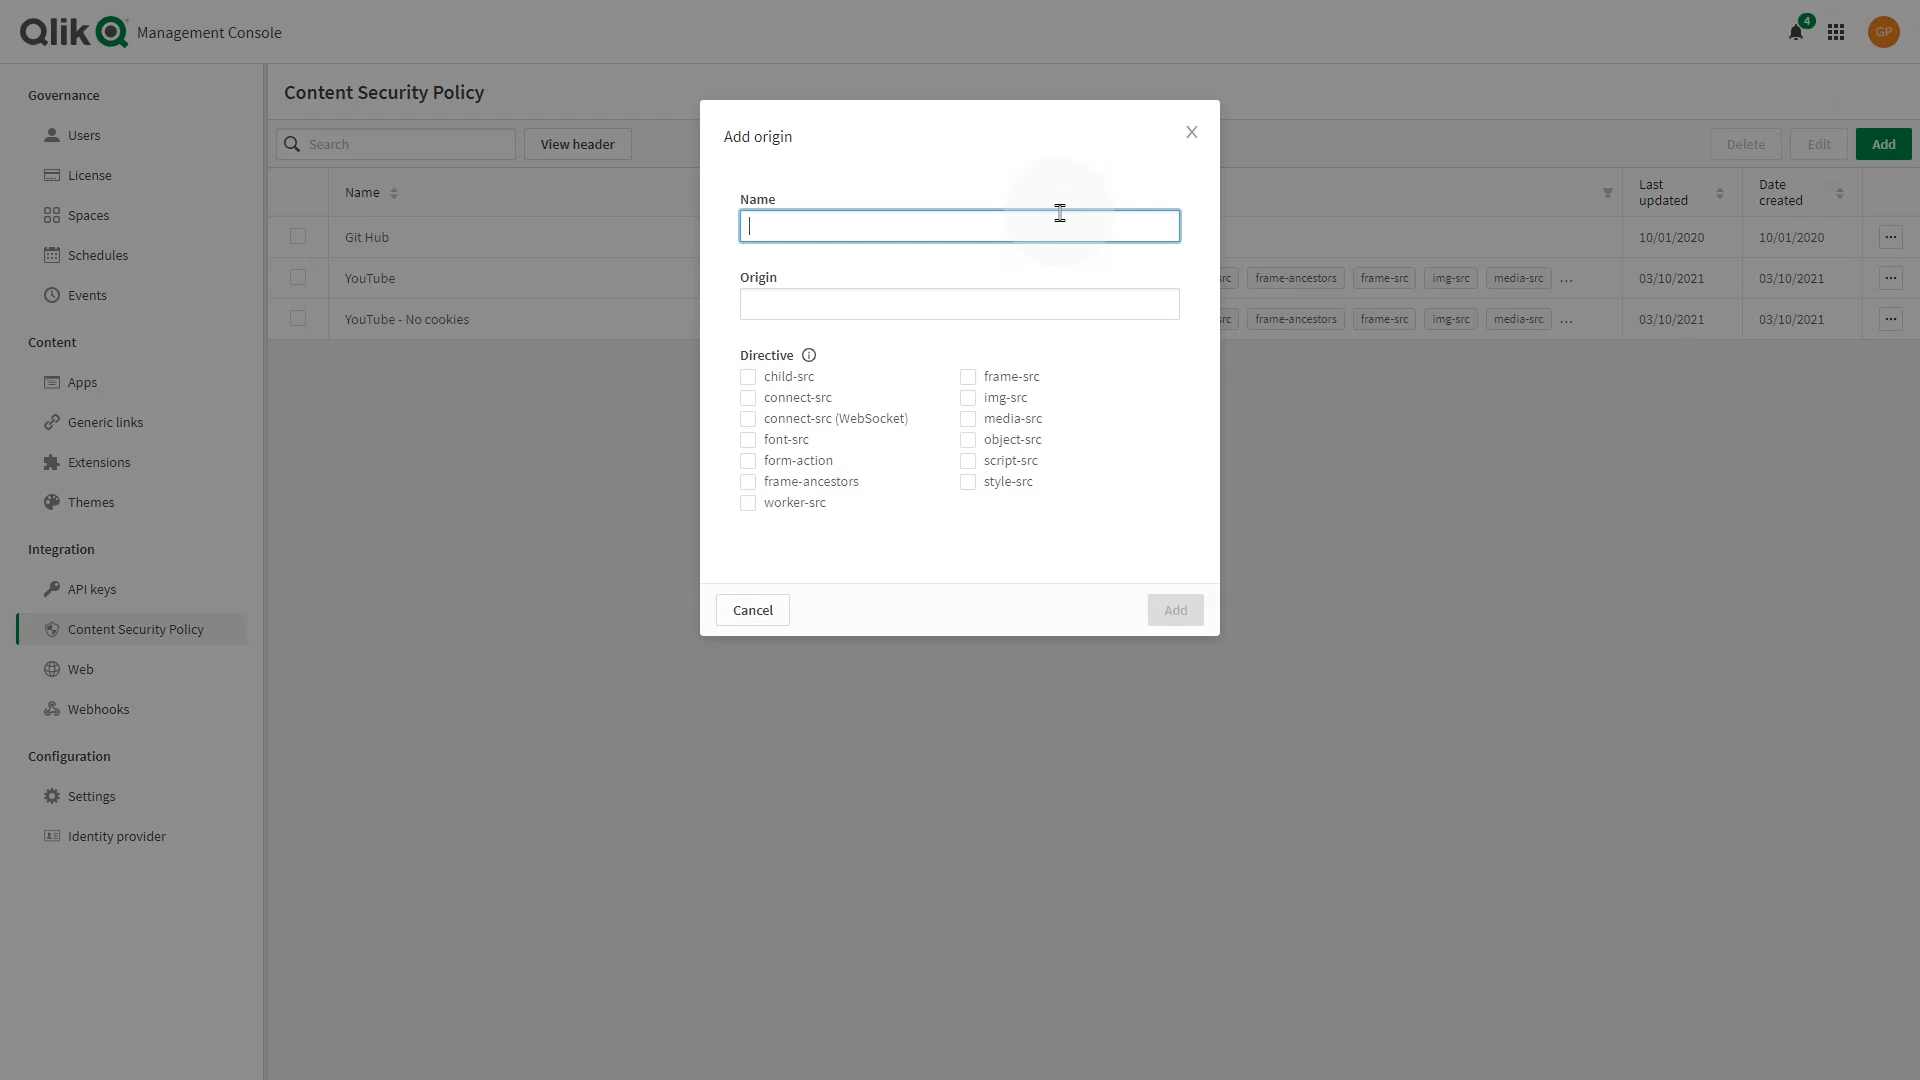 Qlik Management Console
4
GP
Governance
Users
License
Spaces
Schedules
Events
Content
Apps
Generic links
Extensions
Themes
Integration
API keys
Content Security Policy
Web
Webhooks
Configuration
Settings
Identity provider
Content Security Policy
Search
View header
Delete
Edit
Add
Name
Last updated
Date created
Git Hub
10/01/2020
10/01/2020
YouTube
frame-ancestors
frame-src
img-src
media-src
...
03/10/2021
03/10/2021
YouTube - No cookies
frame-ancestors
frame-src
img-src
media-src
...
03/10/2021
03/10/2021
Add origin
X
Name
Origin
Directive
child-src
connect-src
connect-src (WebSocket)
font-src
form-action
frame-ancestors
worker-src
frame-src
img-src
media-src
object-src
script-src
style-src
Cancel
Add